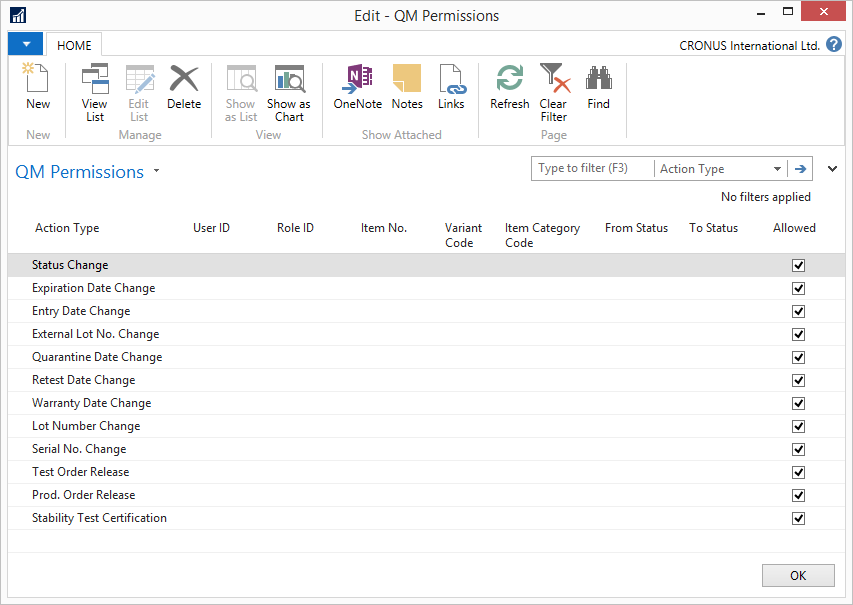 Edit - QM Permissions
HOME
CRONUS International Ltd.
New
View List
Edit List
Delete
Show as List
Show as Chart
OneNote
Notes
Links
Refresh
Clear Filter
Find
New
Manage
View
Show Attached
Page
QM Permissions
Type to filter (F3)
Action Type
No filters applied
Action Type
User ID
Role ID
Item No.
Variant Code
Item Category Code
From Status
To Status
Allowed
Status Change
Expiration Date Change
Entry Date Change
External Lot No. Change
Quarantine Date Change
Retest Date Change
Warranty Date Change
Lot Number Change
Serial No. Change
Test Order Release
Prod. Order Release
Stability Test Certification
OK